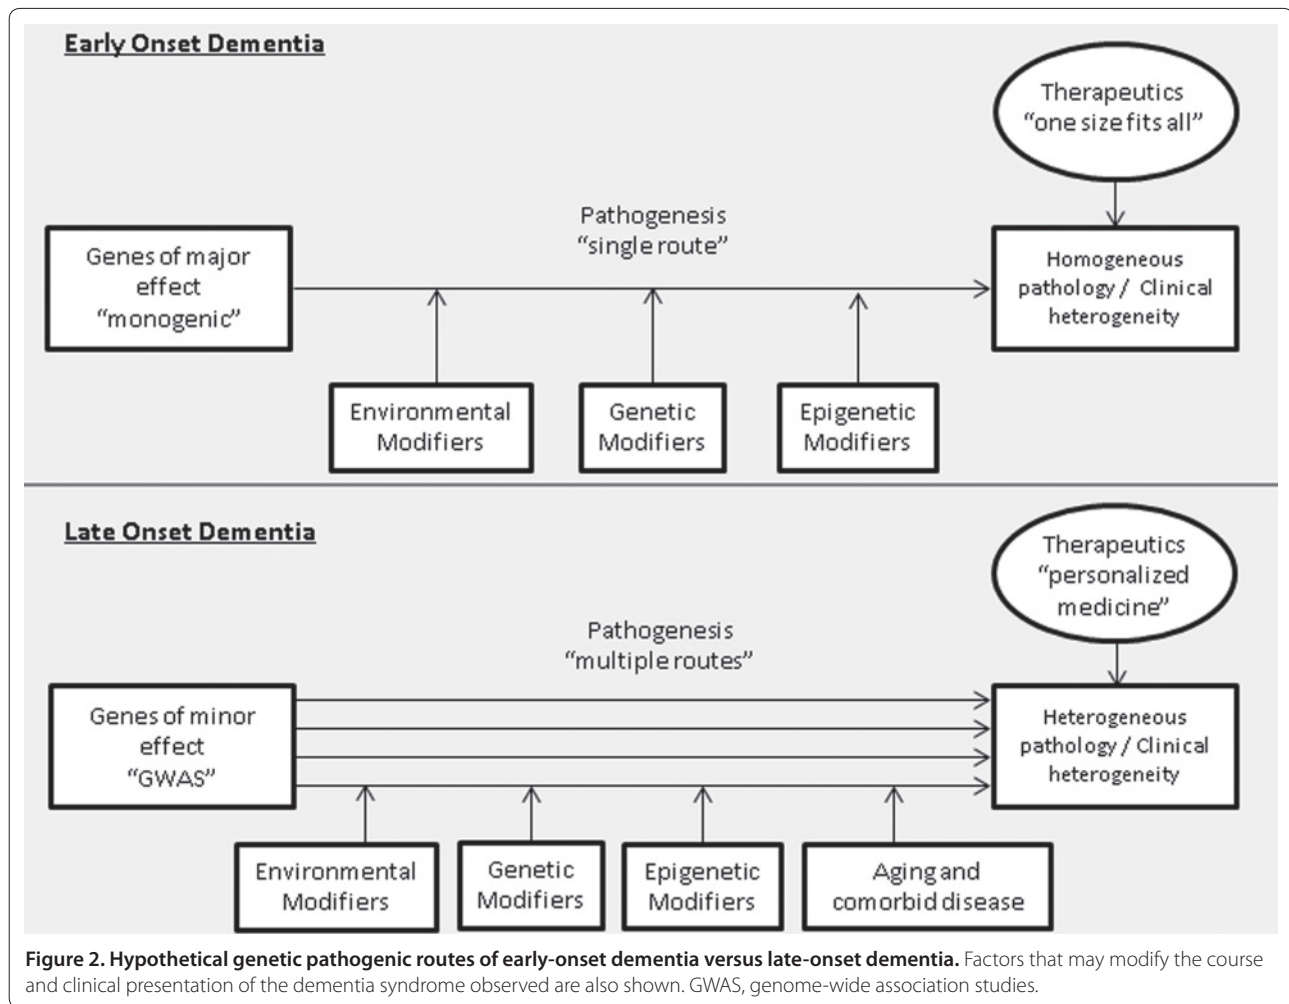 Early Onset Dementia
Therapeutics
“one size fits all”
Pathogenesis
“single route”
Genes of major
effect
“monogenic”
Homogeneous
pathology / Clinical
heterogeneity
Environmental
Modifiers
Genetic
Modifiers
Epigenetic
Modifiers
Late Onset Dementia
Therapeutics
“personalized
medicine”
Pathogenesis
“multiple routes”
Genes of minor
effect
“GWAS”
Heterogeneous
pathology / Clinical
heterogeneity
Environmental
Modifiers
Genetic
Modifiers
Epigenetic
Modifiers
Aging and
comorbid disease
Figure 2. Hypothetical genetic pathogenic routes of early-onset dementia versus late-onset dementia. Factors that may modify the course
and clinical presentation of the dementia syndrome observed are also shown. GWAS, genome-wide association studies.